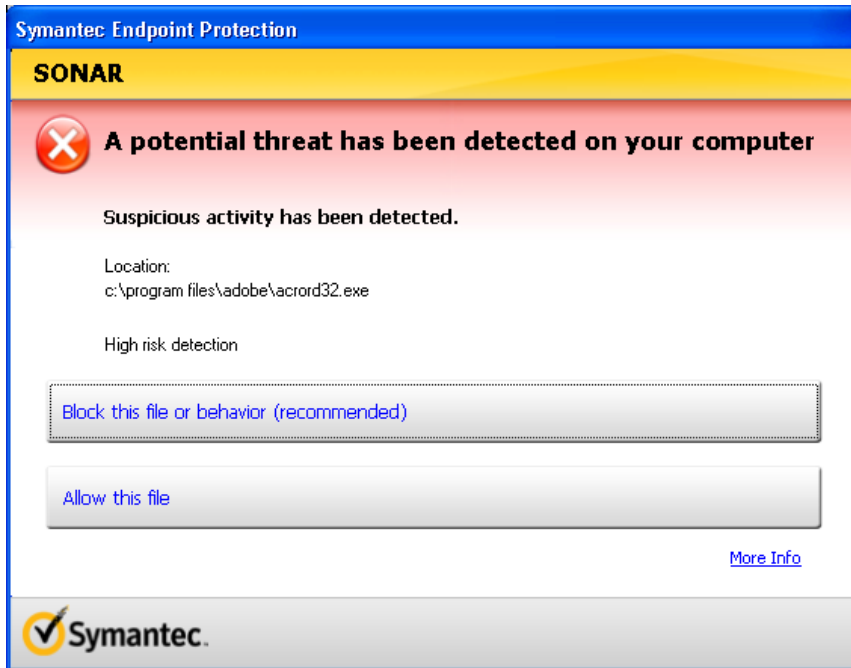 Symantec Endpoint Protection
SONAR
A potential threat has been detected on your computer
Suspicious activity has been detected.
Location:
c:\program files\adobe\acrord32.exe
High risk detection
Block this file or behavior (recommended)
Allow this file
More Info
Symantec.